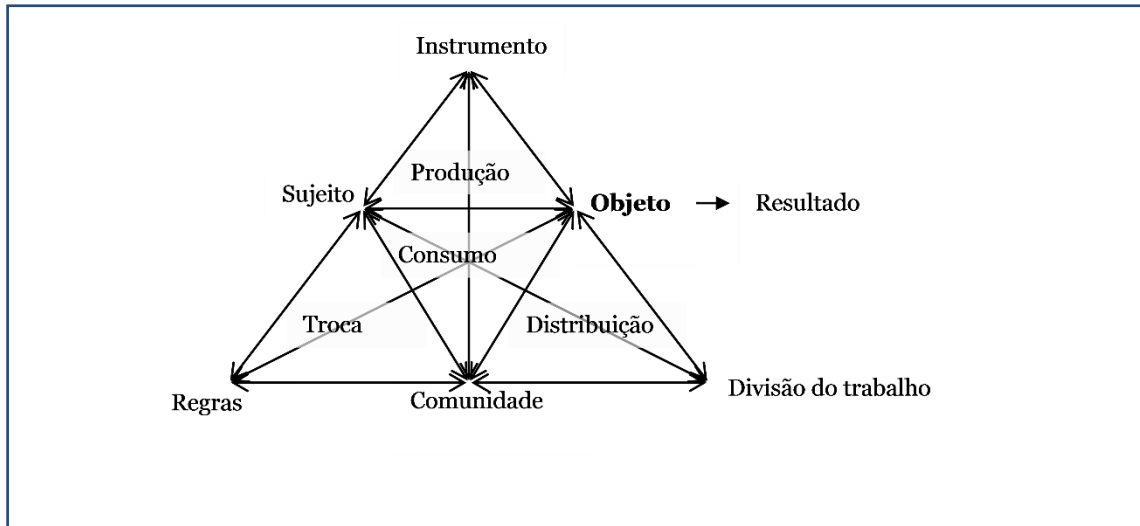 Instrumento
Produção
Sujeito
Objeto
Resultado
Consumo
Troca
Distribuição
Regras
Comunidade
Divisão do trabalho